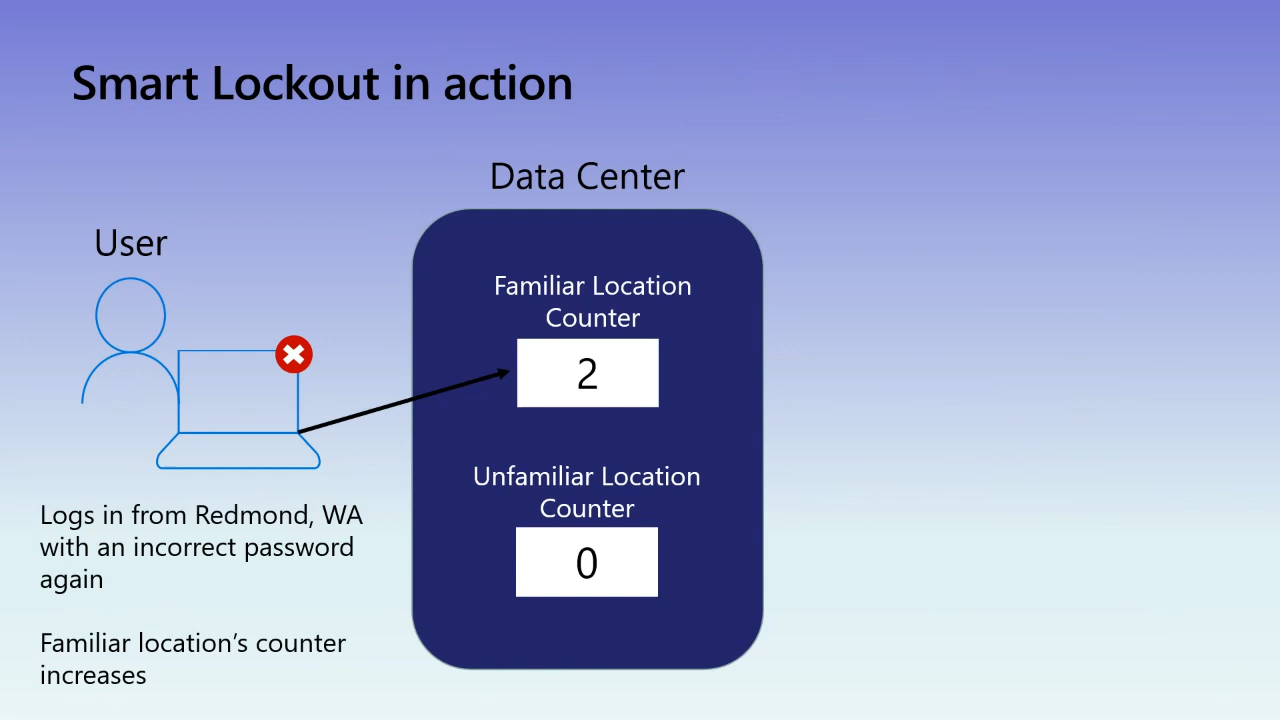 Smart Lockout in action
Data Center
User
Familiar Location
Counter
2
Unfamiliar Location
Counter
0
Logs in from Redmond, WA
with an incorrect password
again
Familiar location’s counter
increases